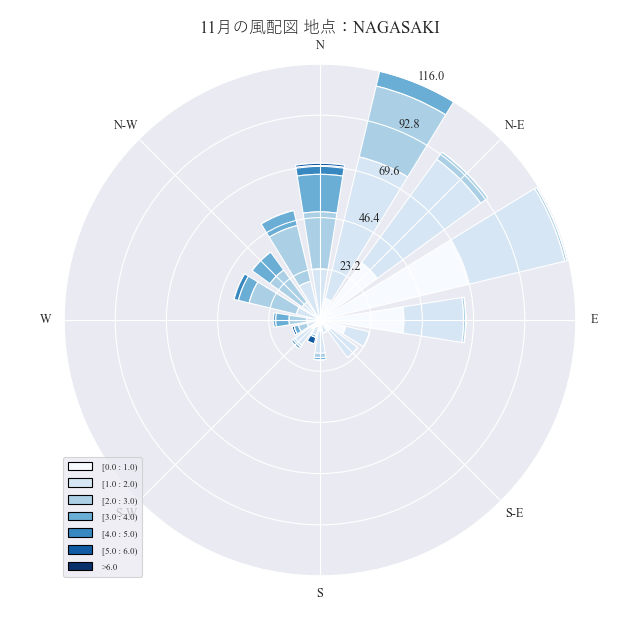 11月の風配図 地点：NAGASAKI
N
116.0
N-W
92.8
N-E
69.6
46.4
23.2
W
E
[0.0 : 1.0)
[1.0 : 2.0)
[2.0 : 3.0)
[3.0 : 4.0)
[4.0 : 5.0)
[5.0 : 6.0)
>6.0
S-W
S-E
S